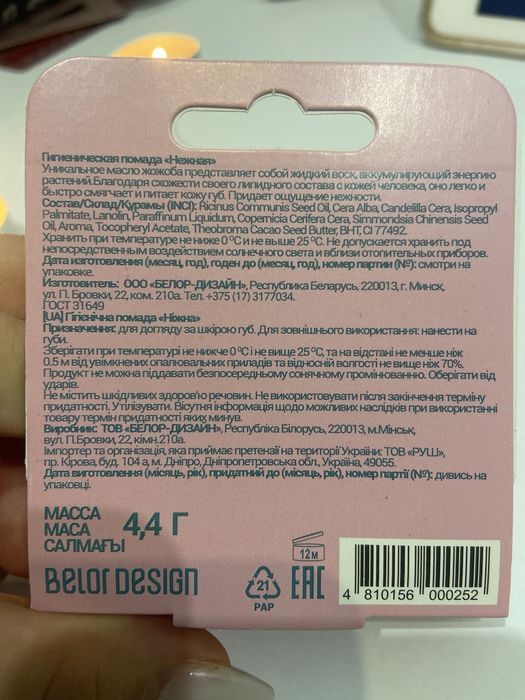 Гигиеническая помада «Нежная»
Уникальное масло жожоба представляет собой жидкий воск, аккумулирующий энергию
растений.Благодаря схожести своего липидного состава с кожей человека, оно легко и
быстро смягчает и питает кожу губ. Придает ощущение нежности.
Состав/Склад/Құрамы (INCI): Ricinus Communis Seed Oil, Cera Alba, Candelilla Cera, Isopropyl
Palmitate, Lanolin, Paraffinum Liquidum, Copernicia Cerifera Cera, Simmondsia Chinensis Seed
Oil, Aroma, Tocopheryl Acetate, Theobroma Cacao Seed Butter, BHT, CI 77492.
Хранить при температуре не ниже 0 °C и не выше 25 °C. Не допускается хранить под
непосредственным воздействием солнечного света и вблизи отопительных приборов.
Дата изготовления (месяц, год), годен до (месяц, год), номер партии (№): смотри на
упаковке.
Изготовитель: ООО «БЕЛОР-ДИЗАЙН», Республика Беларусь, 220013, г. Минск,
ул. П. Бровки, 22, ком. 210а. Тел. +375 (17) 3177034.
ГОСТ 31649
[UA] Гігієнічна помада «Ніжна»
Призначення: для догляду за шкірою губ. Для зовнішнього використання: нанести на
губи.
Зберігати при температурі не нижче 0 °C і не вище 25 °C, та на відстані не менше ніж
0.5 м від увімкнених опалювальних приладів та відносній волгості не вище ніж 70%.
Продукт не можна піддавати безпосередньому сонячному промінюванню. Оберігати від
ударів.
Не містить шкідливих здоров'ю речовин. Не використовувати після закінчення терміну
придатності. Утилізувати. Відсутня інформація щодо можливих наслідків при використанні
товару термін придатності яких минув.
Виробник: ТОВ «БЕЛОР-ДИЗАЙН», Республіка Білорусь, 220013, м.Мінськ,
вул. П.Бровки, 22, кімн.210а.
Імпортер та організація, яка приймає претензії на території України: ТОВ «РУШ»,
пр. Кірова, буд. 104 а, м. Дніпро, Дніпропетровська обл., Україна, 49055.
Дата виготовлення (місяць, рік), придатний до (місяць, рік), номер партії (№): дивись на
упаковці.
МАССА
МАСА
САЛМАҒЫ
4,4 Г
BELOR DESIGN
21
PAP
EAC
12м
4 810156 000252